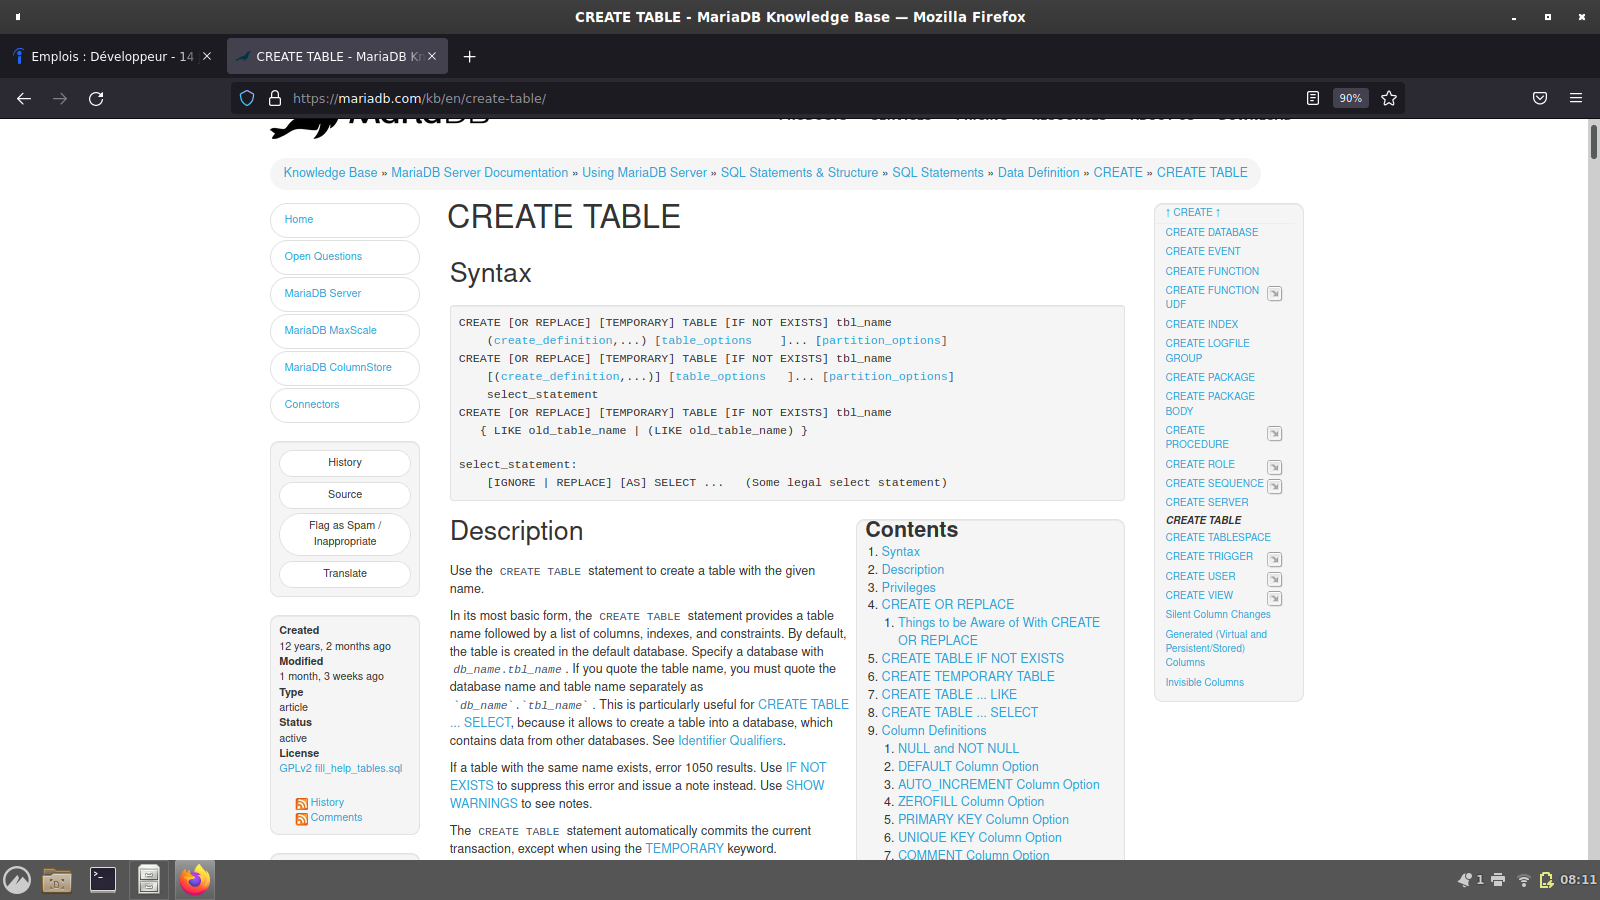 CREATE TABLE - MariaDB Knowledge Base — Mozilla Firefox
Emplois : Développeur - 14
CREATE TABLE - MariaDB Kn
https://mariadb.com/kb/en/create-table/
90%
Knowledge Base » MariaDB Server Documentation » Using MariaDB Server » SQL Statements & Structure » SQL Statements » Data Definition » CREATE » CREATE TABLE
Home
Open Questions
MariaDB Server
MariaDB MaxScale
MariaDB ColumnStore
Connectors
History
Source
Flag as Spam /
Inappropriate
Translate
Created
12 years, 2 months ago
Modified
1 month, 3 weeks ago
Type
article
Status
active
License
GPLv2 fill_help_tables.sql
History
Comments
CREATE TABLE
Syntax
CREATE [OR REPLACE] [TEMPORARY] TABLE [IF NOT EXISTS] tbl_name
(create_definition,...) [table_options    ]... [partition_options]
CREATE [OR REPLACE] [TEMPORARY] TABLE [IF NOT EXISTS] tbl_name
[(create_definition,...)] [table_options   ]... [partition_options]
select_statement
CREATE [OR REPLACE] [TEMPORARY] TABLE [IF NOT EXISTS] tbl_name
{ LIKE old_table_name | (LIKE old_table_name) }
select_statement:
[IGNORE | REPLACE] [AS] SELECT ...   (Some legal select statement)
Description
Use the CREATE TABLE statement to create a table with the given
name.
In its most basic form, the CREATE TABLE statement provides a table
name followed by a list of columns, indexes, and constraints. By default,
the table is created in the default database. Specify a database with
db_name.tbl_name . If you quote the table name, you must quote the
database name and table name separately as
`db_name`.`tbl_name` . This is particularly useful for CREATE TABLE
... SELECT, because it allows to create a table into a database, which
contains data from other databases. See Identifier Qualifiers.
If a table with the same name exists, error 1050 results. Use IF NOT
EXISTS to suppress this error and issue a note instead. Use SHOW
WARNINGS to see notes.
The CREATE TABLE statement automatically commits the current
transaction, except when using the TEMPORARY keyword.
Contents
1. Syntax
2. Description
3. Privileges
4. CREATE OR REPLACE
1. Things to be Aware of With CREATE
OR REPLACE
5. CREATE TABLE IF NOT EXISTS
6. CREATE TEMPORARY TABLE
7. CREATE TABLE ... LIKE
8. CREATE TABLE ... SELECT
9. Column Definitions
1. NULL and NOT NULL
2. DEFAULT Column Option
3. AUTO_INCREMENT Column Option
4. ZEROFILL Column Option
5. PRIMARY KEY Column Option
6. UNIQUE KEY Column Option
7. COMMENT Column Option
↑ CREATE ↑
CREATE DATABASE
CREATE EVENT
CREATE FUNCTION
CREATE FUNCTION
UDF
CREATE INDEX
CREATE LOGFILE
GROUP
CREATE PACKAGE
CREATE PACKAGE
BODY
CREATE
PROCEDURE
CREATE ROLE
CREATE SEQUENCE
CREATE SERVER
CREATE TABLE
CREATE TABLESPACE
CREATE TRIGGER
CREATE USER
CREATE VIEW
Silent Column Changes
Generated (Virtual and
Persistent/Stored)
Columns
Invisible Columns
1
08:11